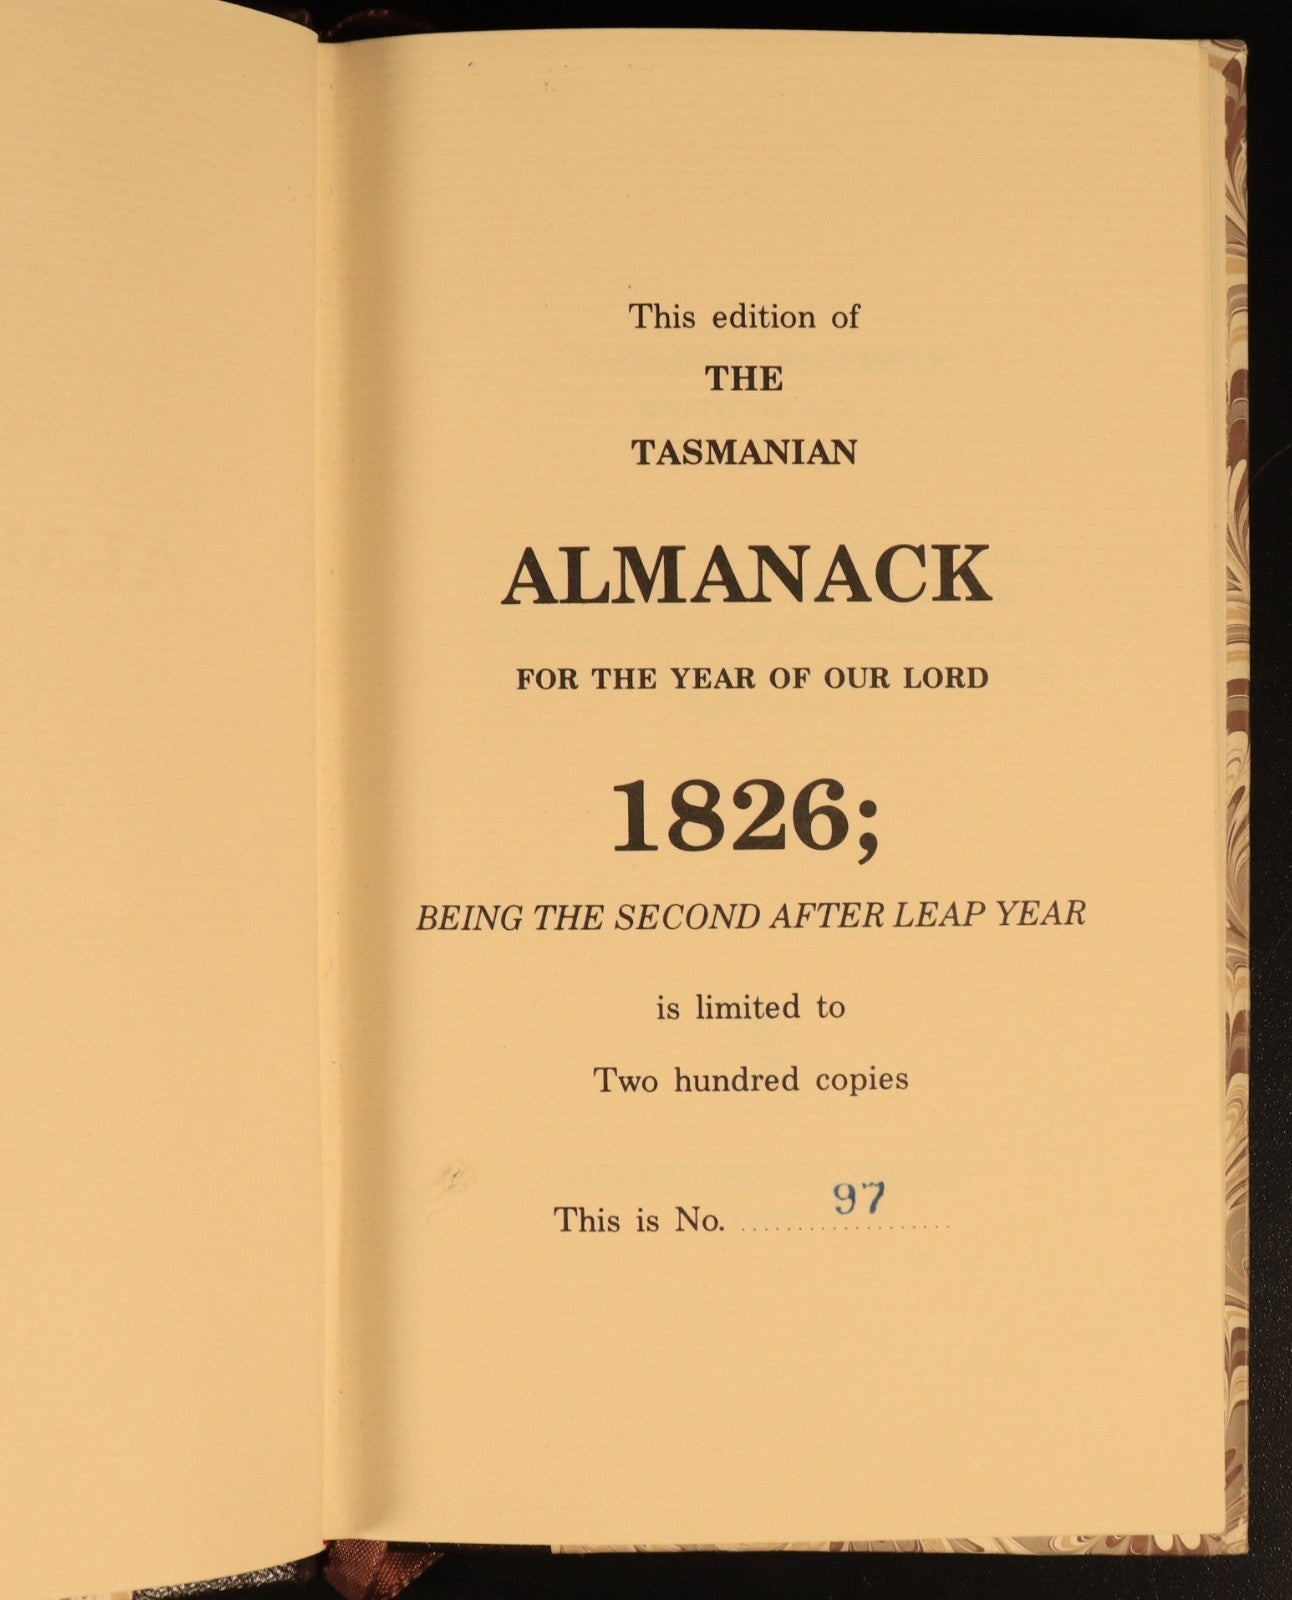 This edition of
THE
TASMANIAN
ALMANACK
FOR THE YEAR OF OUR LORD
1826;
BEING THE SECOND AFTER LEAP YEAR
is limited to
Two hundred copies
This is No. .................... 97